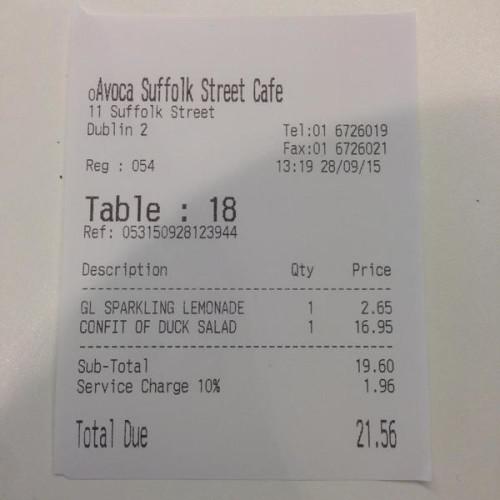 oAvoca Suffolk Street Cafe
11 Suffolk Street
Dublin 2 Tel:01 6726019
Fax:01 6726021
Reg : 054 13:19 28/09/15
Table : 18
Ref: 053150928123944
Description Qty Price
GL SPARKLING LEMONADE 1 2.65
CONFIT OF DUCK SALAD 1 16.95
Sub-Total 19.60
Service Charge 10% 1.96
Total Due 21.56